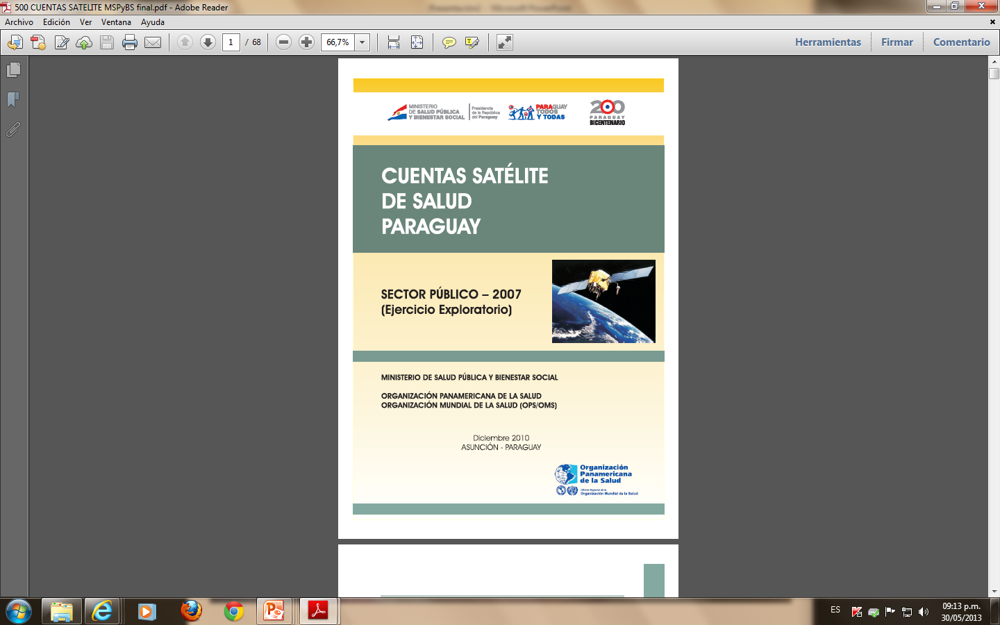 500 CUENTAS SATELITE MSPyBS final.pdf - Adobe Reader
Archivo Edición Ver Ventana Ayuda
1 / 68 66,7% Herramientas Firmar Comentario
MINISTERIO
DE SALUD PÚBLICA
Y BIENESTAR SOCIAL
Presidencia
de la República
del Paraguay
PARAGUAY
TODOS
Y TODAS
200
PARAGUAY
BICENTENARIO
CUENTAS SATÉLITE
DE SALUD
PARAGUAY
SECTOR PÚBLICO – 2007
(Ejercicio Exploratorio)
MINISTERIO DE SALUD PÚBLICA Y BIENESTAR SOCIAL
ORGANIZACIÓN PANAMERICANA DE LA SALUD
ORGANIZACIÓN MUNDIAL DE LA SALUD (OPS/OMS)
Diciembre 2010
ASUNCIÓN - PARAGUAY
Organización
Panamericana
de la Salud
Oficina Regional de la
Organización Mundial de la Salud
ES
09:13 p.m.
30/05/2013